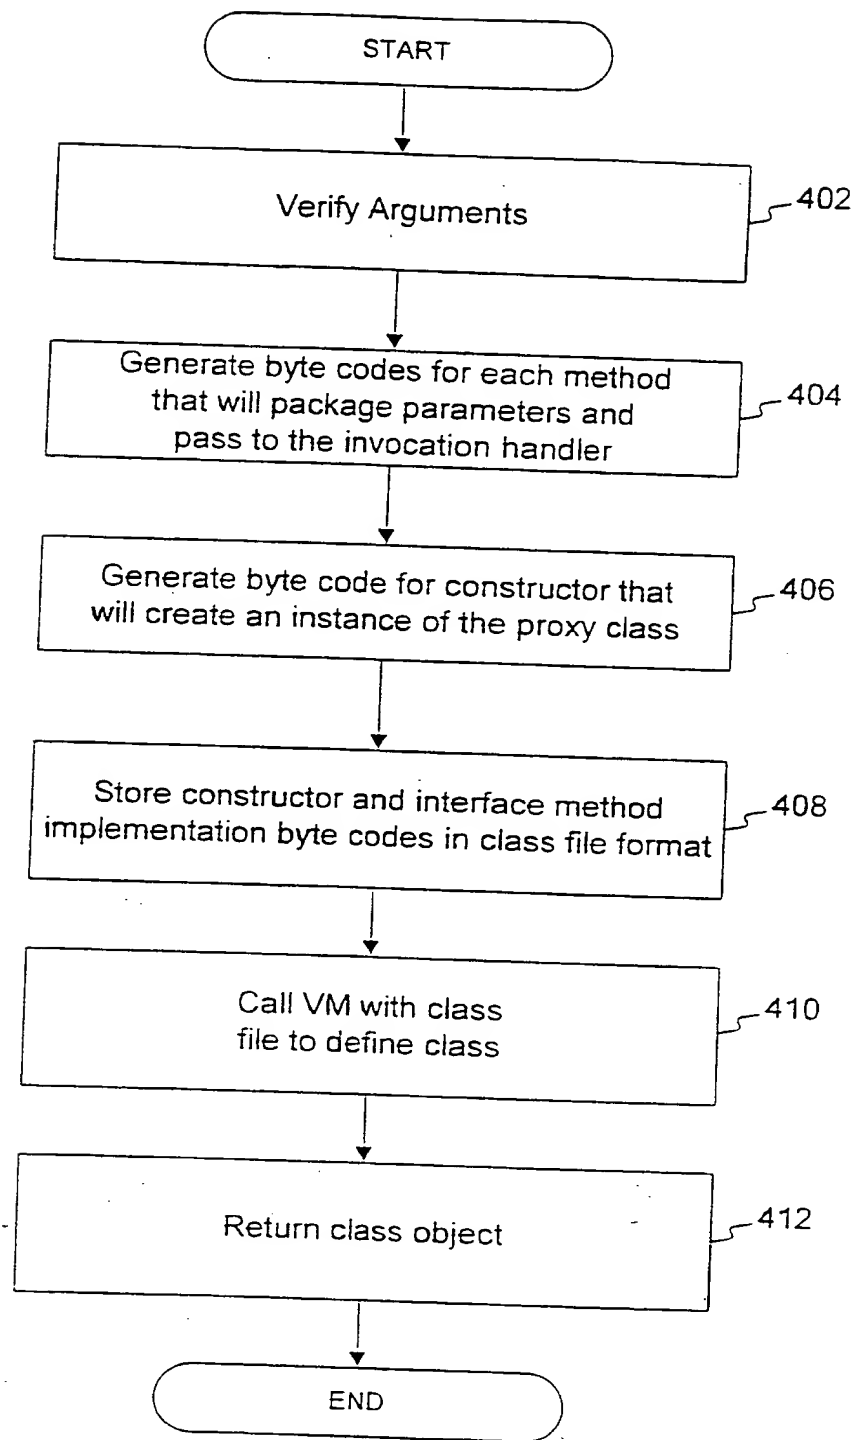 START
Verify Arguments
402
Generate byte codes for each method
that will package parameters and
pass to the invocation handler
404
Generate byte code for constructor that
will create an instance of the proxy class
406
Store constructor and interface method
implementation byte codes in class file format
408
Call VM with class
file to define class
410
Return class object
412
END